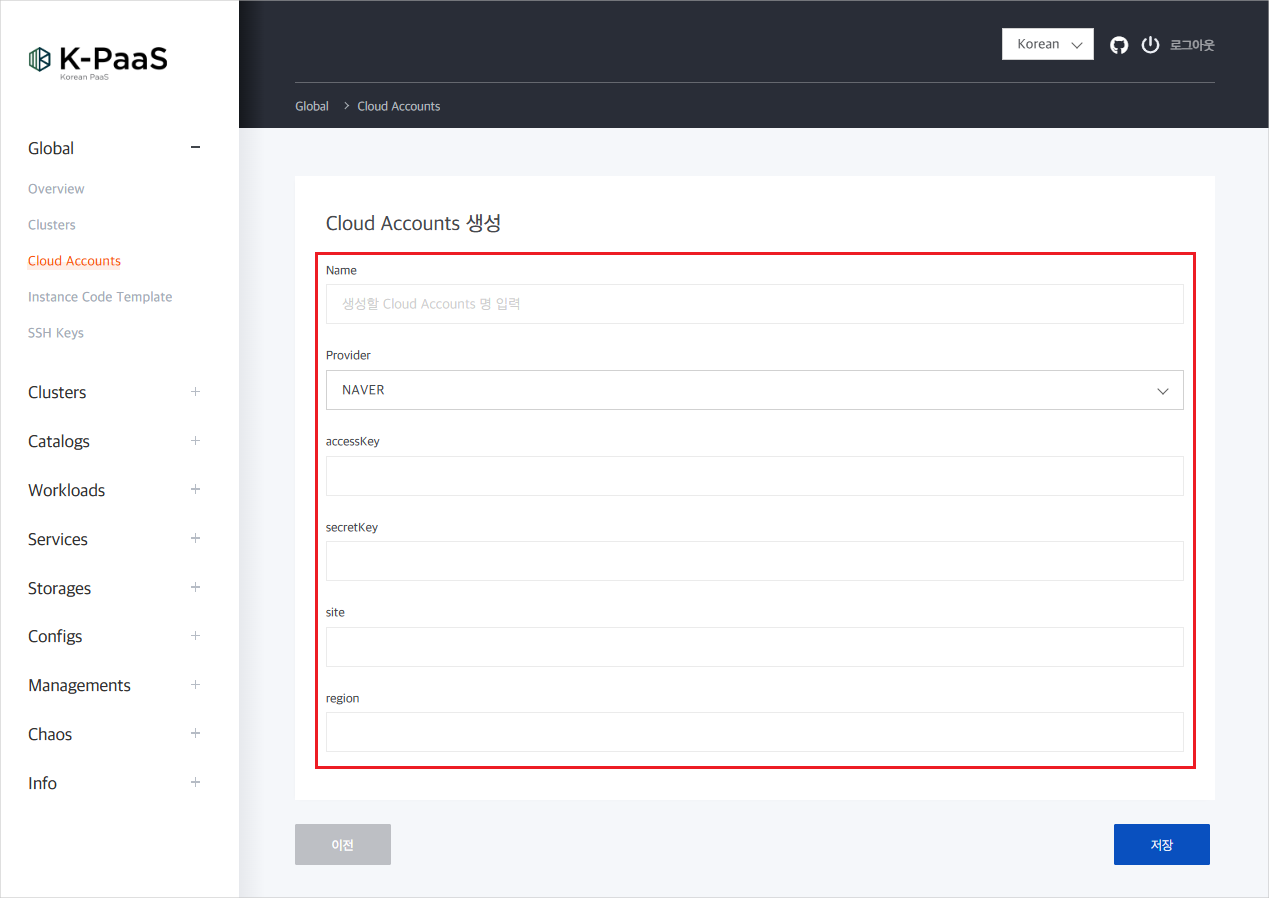 K-PaaS
Korean PaaS
Korean
로그아웃
Global > Cloud Accounts
Global
Overview
Clusters
Cloud Accounts
Instance Code Template
SSH Keys
Clusters
Catalogs
Workloads
Services
Storages
Configs
Managements
Chaos
Info
Cloud Accounts 생성
Name
생성할 Cloud Accounts 명 입력
Provider
NAVER
accessKey
secretKey
site
region
이전
저장